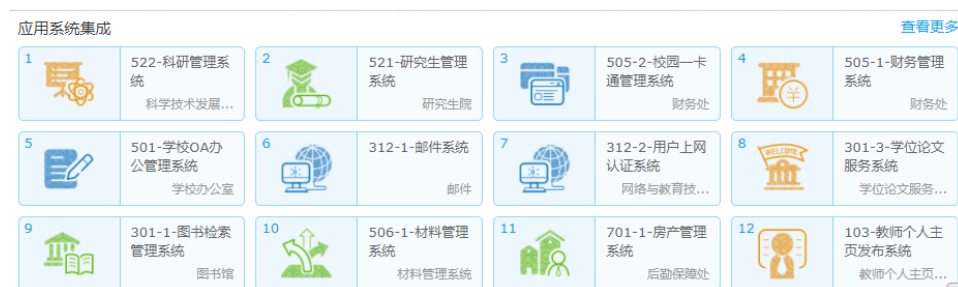 应用系统集成
查看更多
1
522-科研管理系
统
科学技术发展...
2
521-研究生管理
系统
研究生院
3
505-2-校园一卡
通管理系统
财务处
4
505-1-财务管理
系统
财务处
5
501-学校OA办
公管理系统
学校办公室
6
312-1-邮件系统
邮件
7
312-2-用户上网
认证系统
网络与教育技...
8
WELCOME
301-3-学位论文
服务系统
学位论文服务...
9
301-1-图书检索
管理系统
图书馆
10
506-1-材料管理
系统
材料管理系统
11
701-1-房产管理
系统
后勤保障处
12
103-教师个人主
页发布系统
教师个人主页...